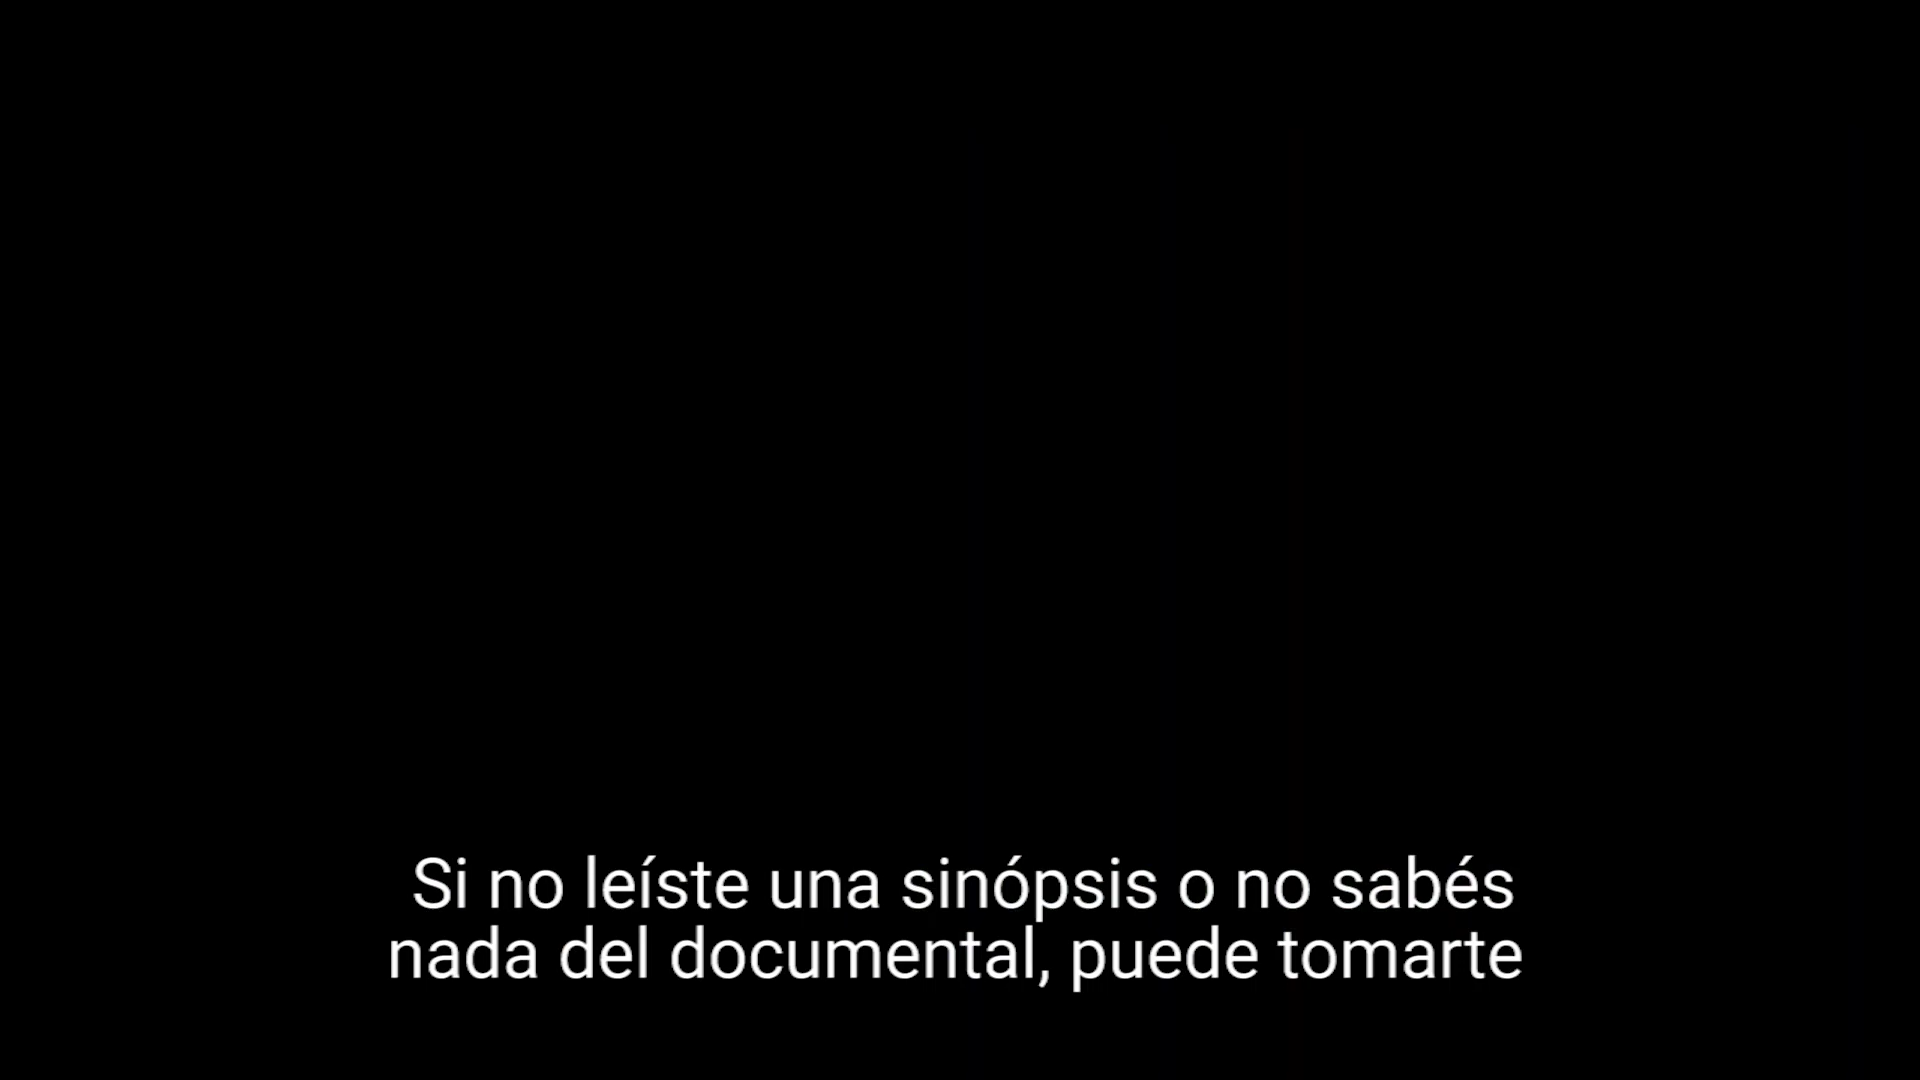 Si no leíste una sinópsis o no sabés
nada del documental, puede tomarte